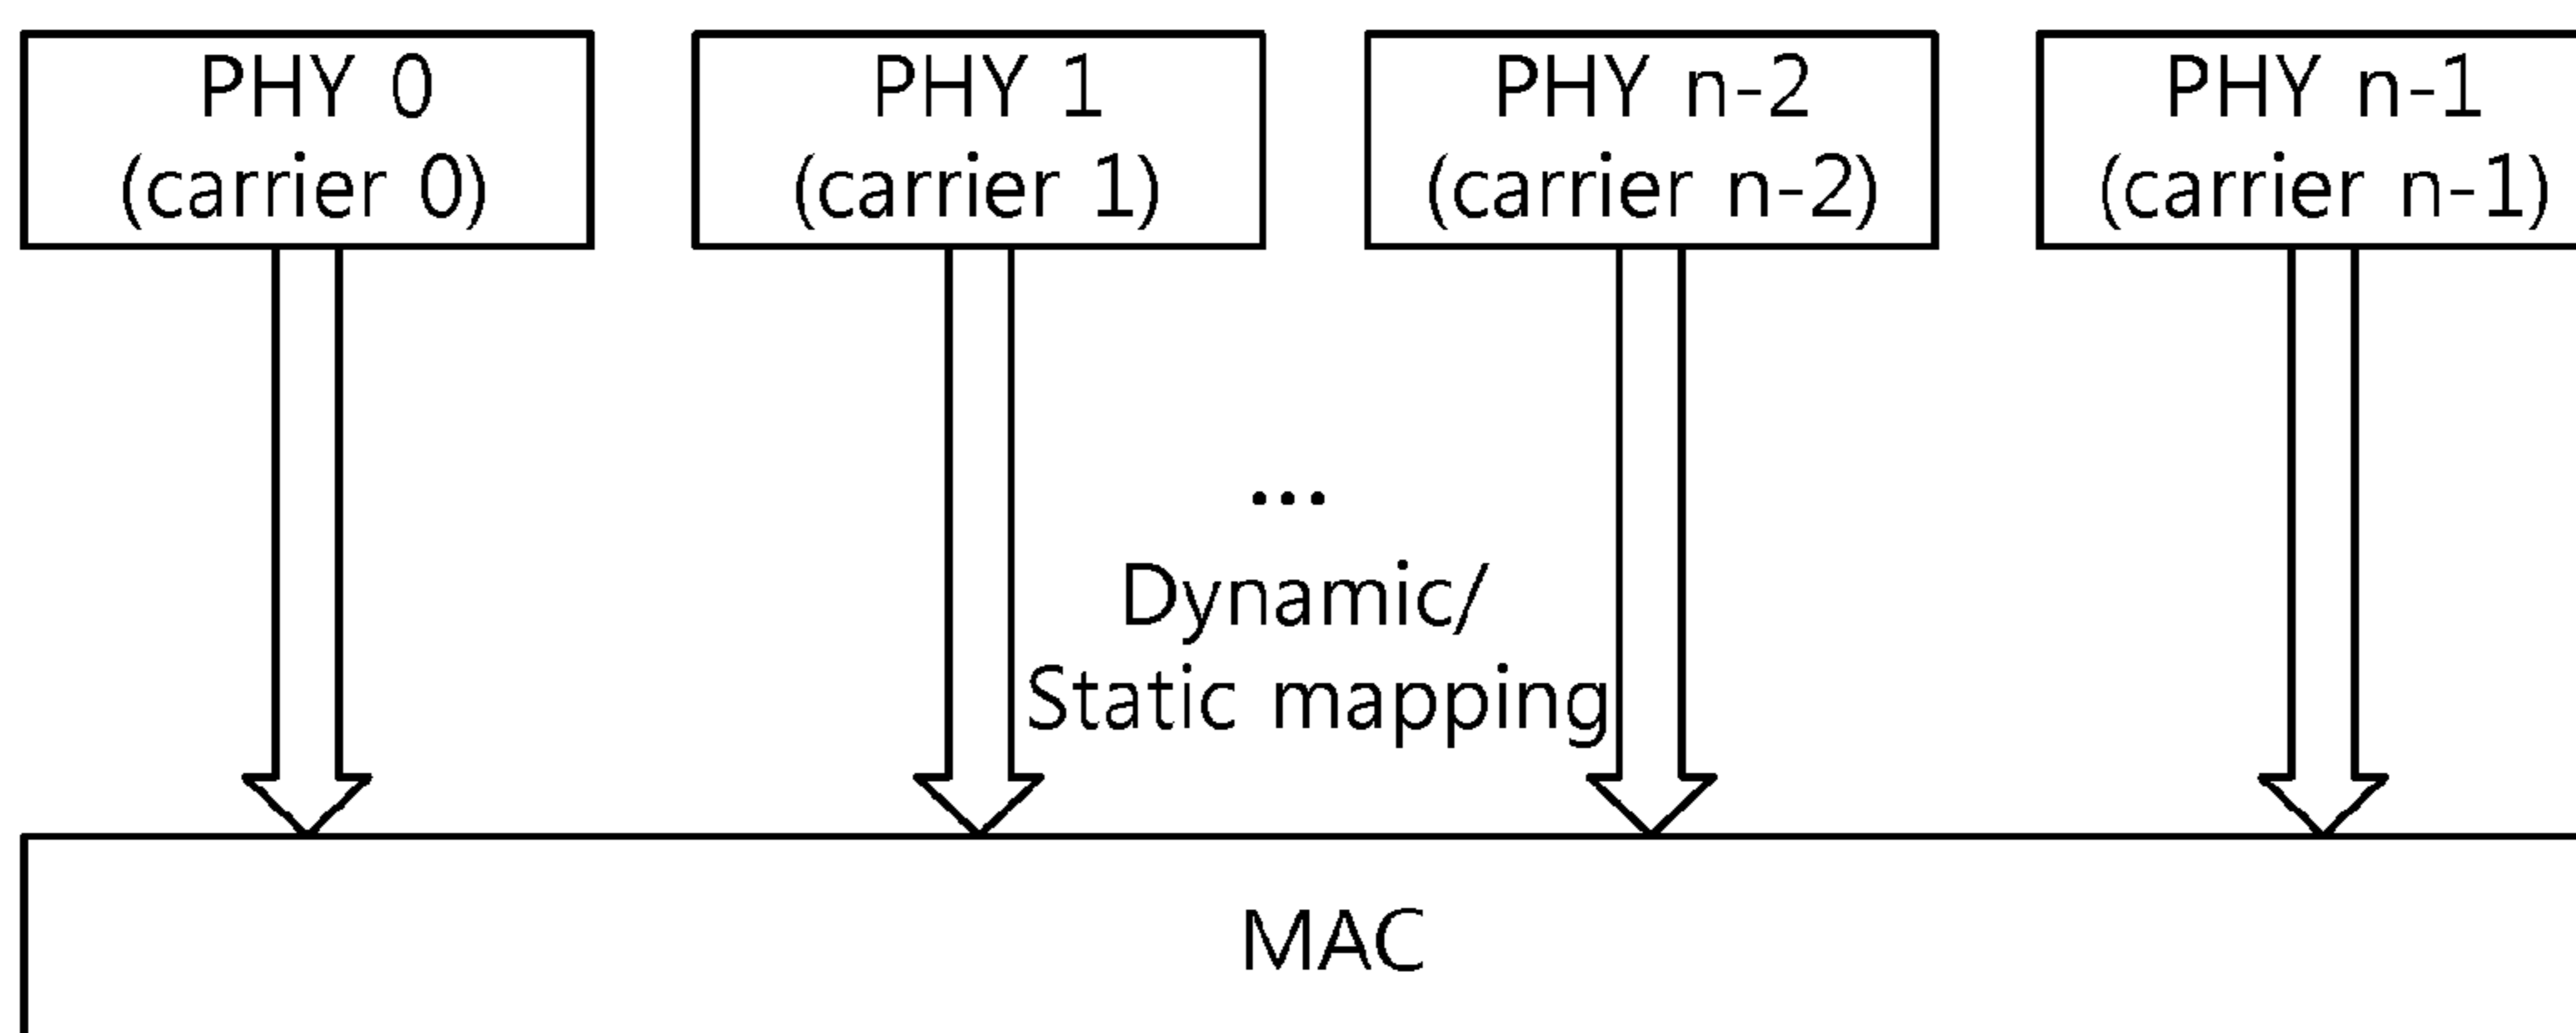 PHY 0
(carrier 0)
PHY 1
(carrier 1)
PHY n-2
(carrier n-2)
PHY n-1
(carrier n-1)
...
Dynamic/
Static mapping
MAC